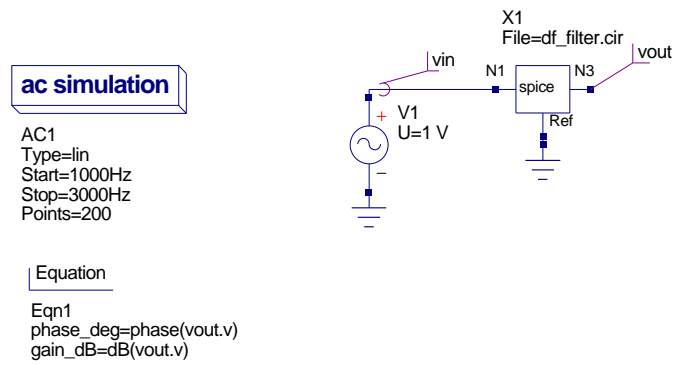 ac simulation
AC1
Type=lin
Start=1000Hz
Stop=3000Hz
Points=200
Equation
Eqn1
phase_deg=phase(vout.v)
gain_dB=dB(vout.v)
vin
+
V1
U=1 V
−
X1
File=df_filter.cir
N1
spice
N3
Ref
vout